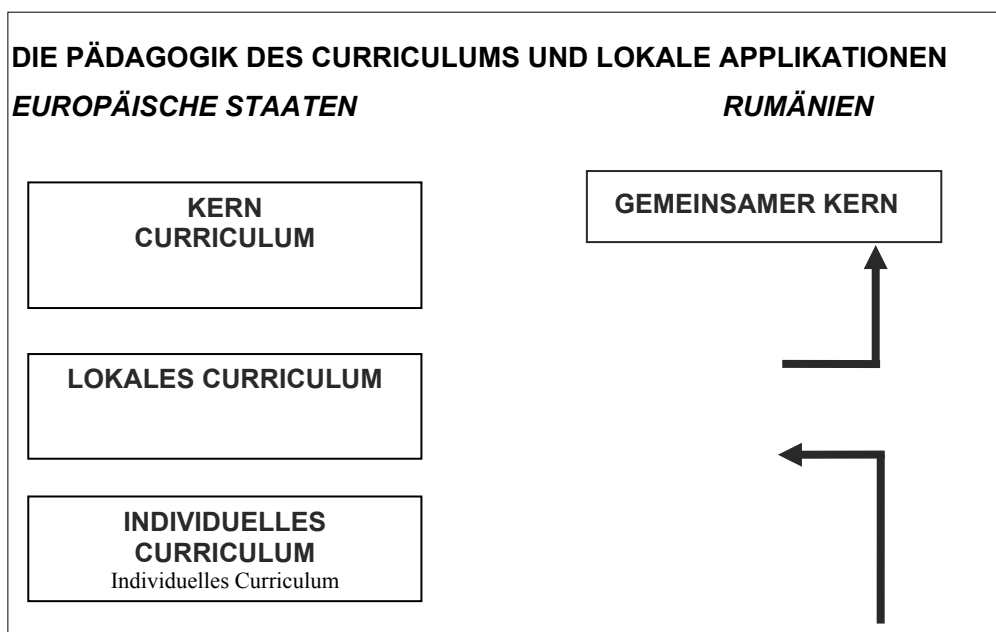 DIE PÄDAGOGIK DES CURRICULUMS UND LOKALE APPLIKATIONEN
EUROPÄISCHE STAATEN RUMÄNIEN
KERN
CURRICULUM
GEMEINSAMER KERN
LOKALES CURRICULUM
INDIVIDUELLES
CURRICULUM
Individuelles Curriculum